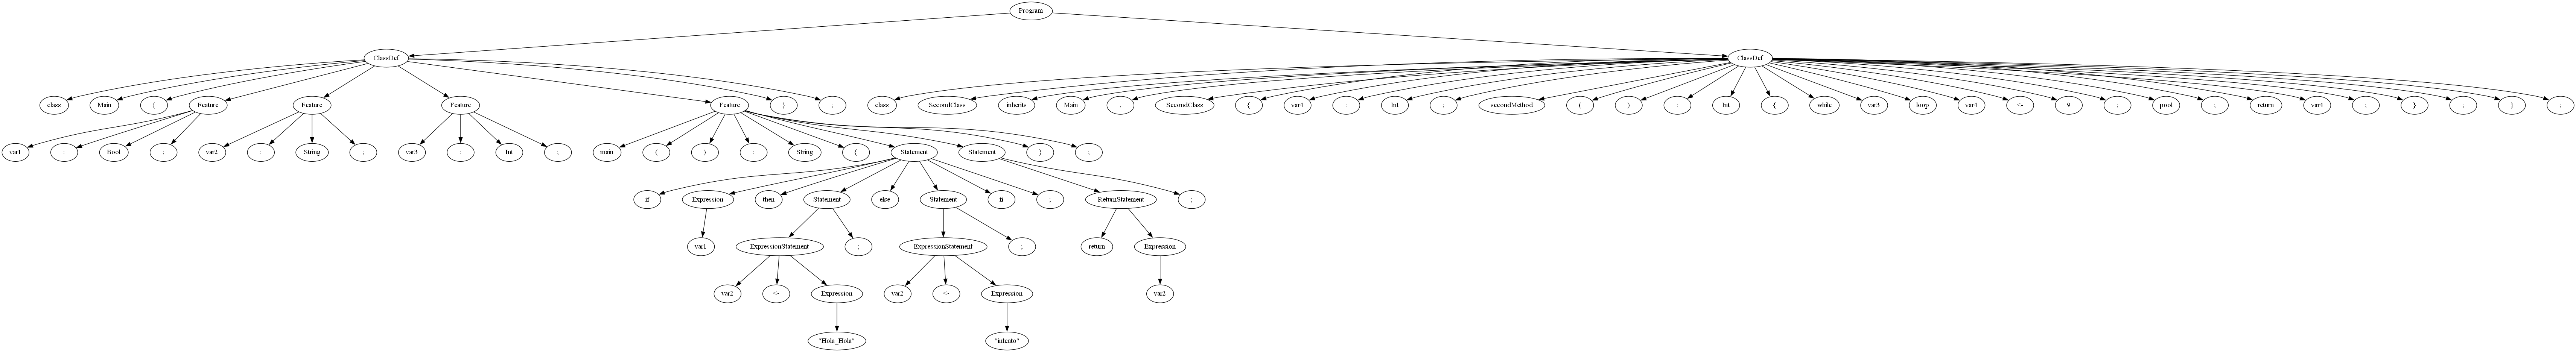 Program
ClassDef ClassDef
class Main { Feature Feature Feature Feature } ; class SecondClass inherits Main , SecondClass { var4 : Int ; secondMethod ( ) : Int { while var3 loop var4 <- 9 ; pool ; return var4 ; } ; } ;
var1 : Bool ; var2 : String ; var3 : Int ; main ( ) : String { Statement Statement } ;
if Expression then Statement else Statement fi ; ReturnStatement ;
var1 ExpressionStatement ; ExpressionStatement ; return Expression
var2 <- Expression var2 <- Expression var2
"Hola_Hola" "intento"